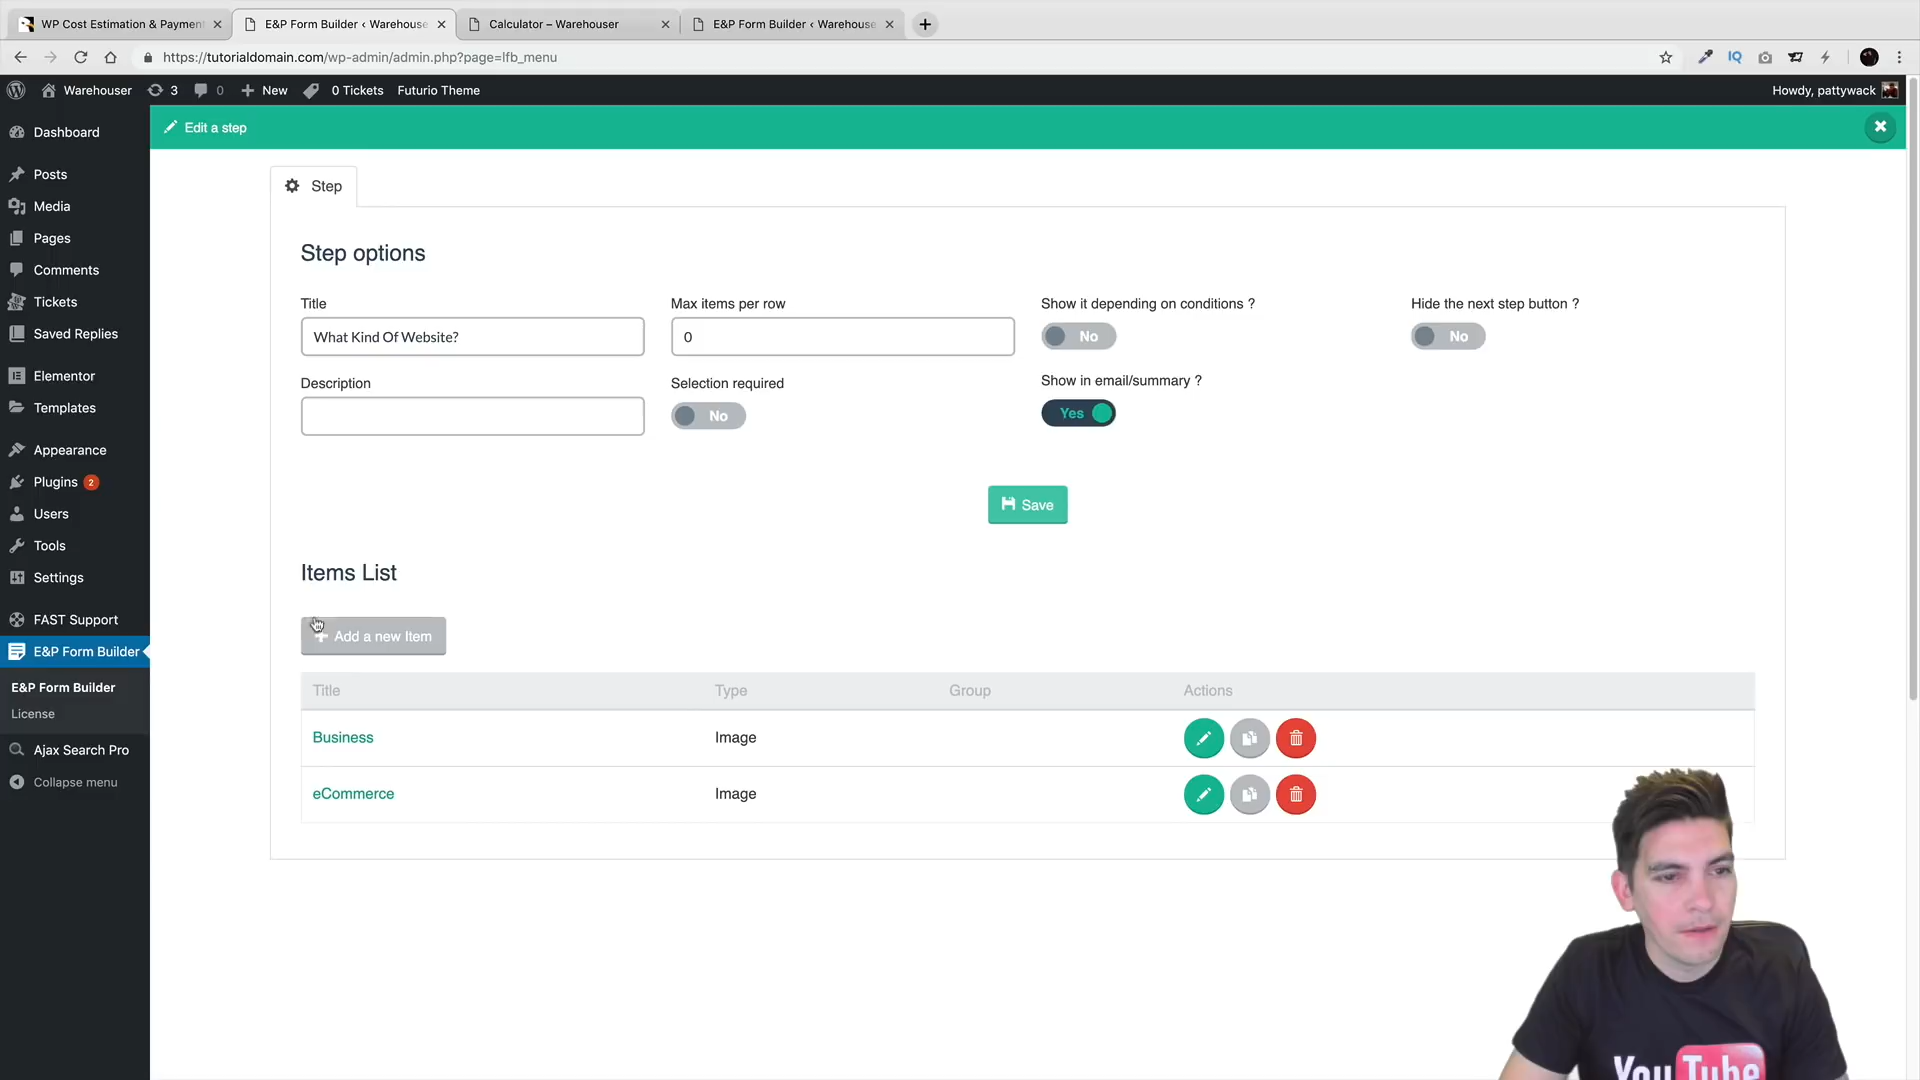 WP Cost Estimation & Payment
E&P Form Builder ‹ Warehouse
Calculator – Warehouser
E&P Form Builder ‹ Warehouse
https://tutorialdomain.com/wp-admin/admin.php?page=lfb_menu
IQ
Warehouser
3
0
New
0 Tickets
Futurio Theme
Howdy, pattywack
Dashboard
Posts
Media
Pages
Comments
Tickets
Saved Replies
Elementor
Templates
Appearance
Plugins 2
Users
Tools
Settings
FAST Support
E&P Form Builder
E&P Form Builder
License
Ajax Search Pro
Collapse menu
Edit a step
Step
Step options
Title
Max items per row
Show it depending on conditions ?
Hide the next step button ?
What Kind Of Website?
0
No
No
Description
Selection required
Show in email/summary ?
No
Yes
Save
Items List
Add a new Item
Title
Type
Group
Actions
Business
Image
eCommerce
Image
YouTube